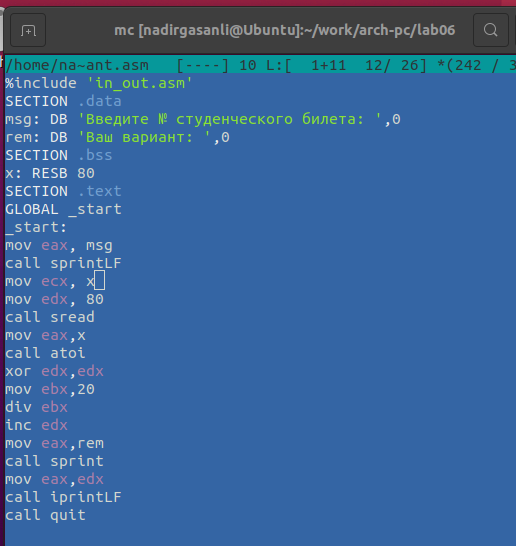 mc [nadirgasanli@Ubuntu]:~/work/arch-pc/lab06
/home/na~ant.asm   [----] 10 L:[  1+11  12/ 26] *(242 / 3
%include 'in_out.asm'
SECTION .data
msg: DB 'Введите № студенческого билета: ',0
rem: DB 'Ваш вариант: ',0
SECTION .bss
x: RESB 80
SECTION .text
GLOBAL _start
_start:
mov eax, msg
call sprintLF
mov ecx, x
mov edx, 80
call sread
mov eax,x
call atoi
xor edx,edx
mov ebx,20
div ebx
inc edx
mov eax,rem
call sprint
mov eax,edx
call iprintLF
call quit